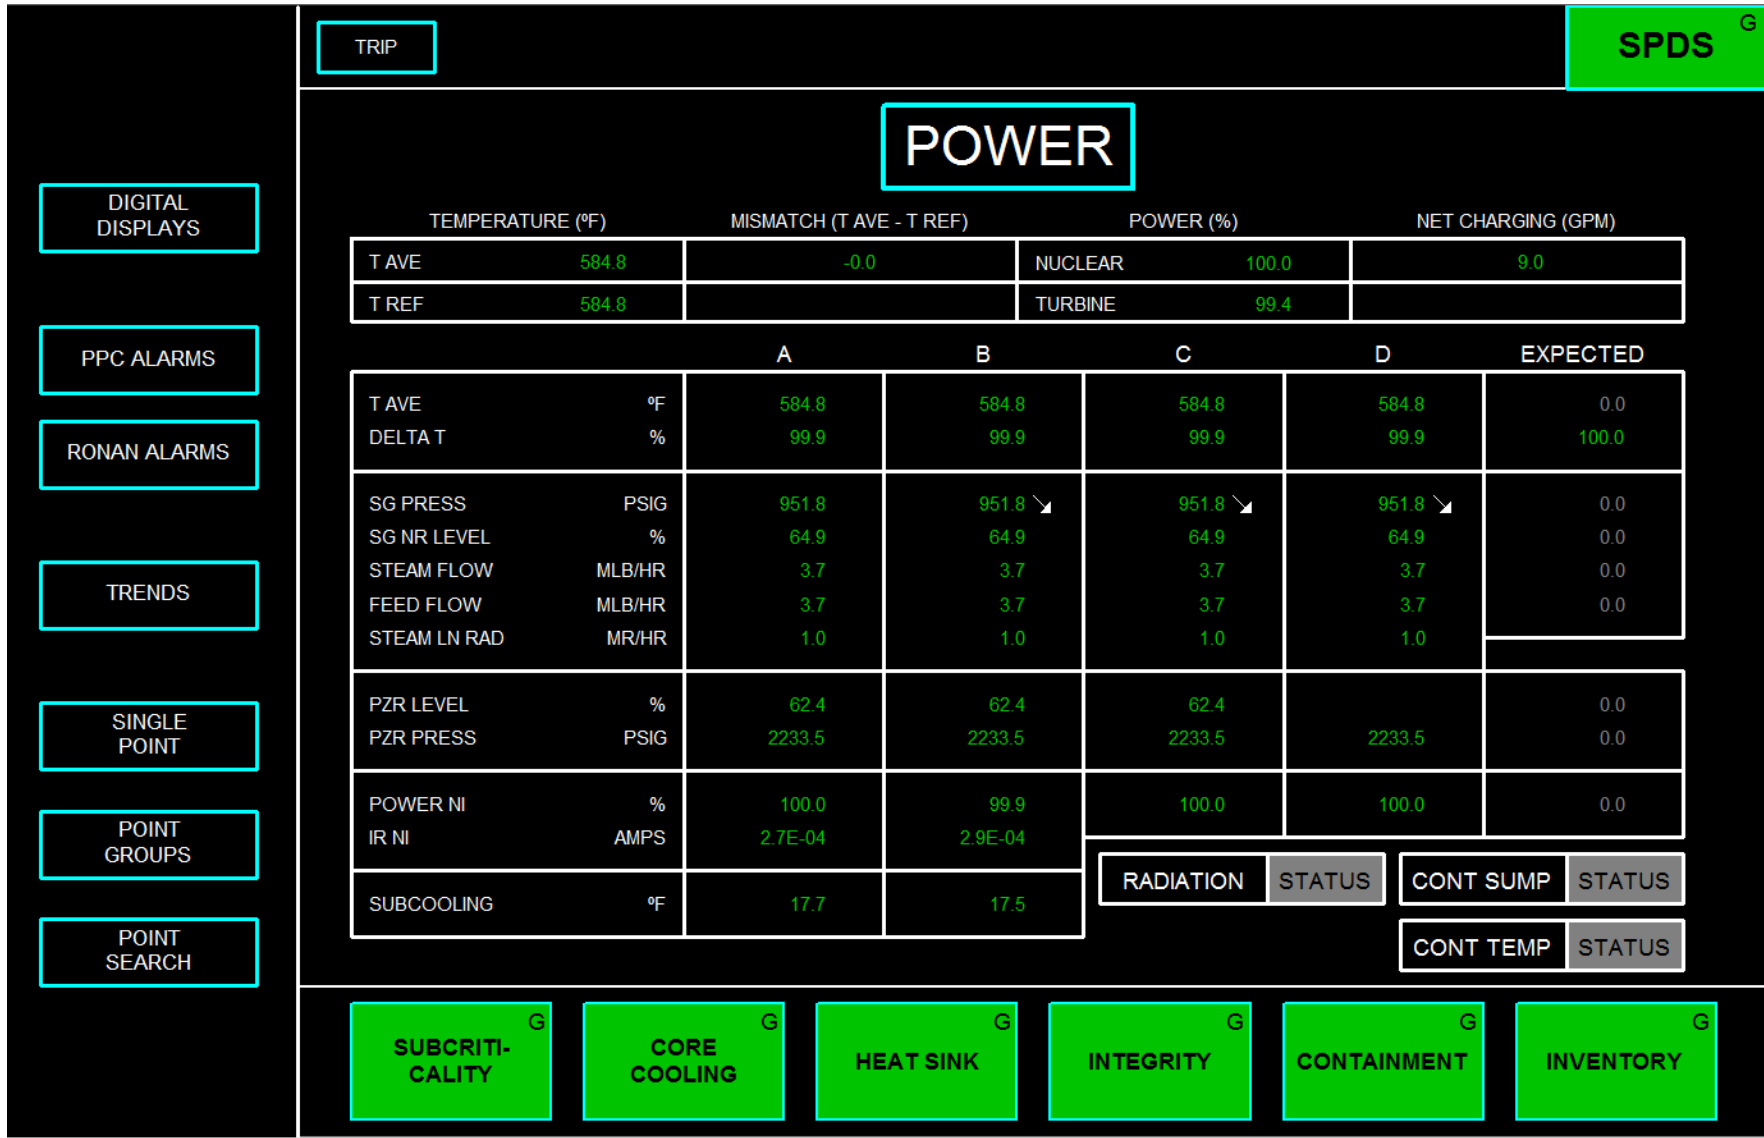 TRIP
SPDS G
POWER
DIGITAL
DISPLAYS
PPC ALARMS
RONAN ALARMS
TRENDS
SINGLE
POINT
POINT
GROUPS
POINT
SEARCH
TEMPERATURE (ºF) MISMATCH (T AVE - T REF) POWER (%) NET CHARGING (GPM)
T AVE 584.8 -0.0 NUCLEAR 100.0 9.0
T REF 584.8 TURBINE 99.4
A B C D EXPECTED
T AVE ºF 584.8 584.8 584.8 584.8 0.0
DELTA T % 99.9 99.9 99.9 99.9 100.0
SG PRESS PSIG 951.8 951.8 951.8 951.8 0.0
SG NR LEVEL % 64.9 64.9 64.9 64.9 0.0
STEAM FLOW MLB/HR 3.7 3.7 3.7 3.7 0.0
FEED FLOW MLB/HR 3.7 3.7 3.7 3.7 0.0
STEAM LN RAD MR/HR 1.0 1.0 1.0 1.0
PZR LEVEL % 62.4 62.4 62.4 0.0
PZR PRESS PSIG 2233.5 2233.5 2233.5 2233.5 0.0
POWER NI % 100.0 99.9 100.0 100.0 0.0
IR NI AMPS 2.7E-04 2.9E-04
SUBCOOLING ºF 17.7 17.5
RADIATION STATUS CONT SUMP STATUS
CONT TEMP STATUS
G G G G G G
SUBCRITI-
CALITY
CORE
COOLING
HEAT SINK
INTEGRITY
CONTAINMENT
INVENTORY